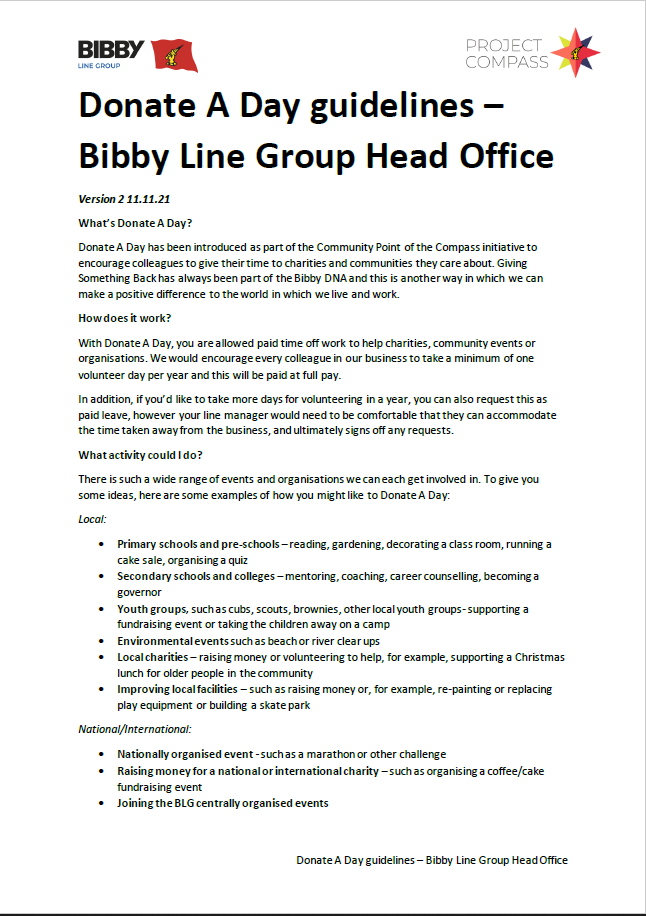 BIBBY
LINE GROUP
PROJECT
COMPASS
Donate A Day guidelines –
Bibby Line Group Head Office
Version 2 11.11.21
What's Donate A Day?
Donate A Day has been introduced as part of the Community Point of the Compass initiative to
encourage colleagues to give their time to charities and communities they care about. Giving
Something Back has always been part of the Bibby DNA and this is another way in which we can
make a positive difference to the world in which we live and work.
How does it work?
With Donate A Day, you are allowed paid time off work to help charities, community events or
organisations. We would encourage every colleague in our business to take a minimum of one
volunteer day per year and this will be paid at full pay.
In addition, if you'd like to take more days for volunteering in a year, you can also request this as
paid leave, however your line manager would need to be comfortable that they can accommodate
the time taken away from the business, and ultimately signs off any requests.
What activity could I do?
There is such a wide range of events and organisations we can each get involved in. To give you
some ideas, here are some examples of how you might like to Donate A Day:
Local:
• Primary schools and pre-schools – reading, gardening, decorating a class room, running a
cake sale, organising a quiz
• Secondary schools and colleges – mentoring, coaching, career counselling, becoming a
governor
• Youth groups, such as cubs, scouts, brownies, other local youth groups- supporting a
fundraising event or taking the children away on a camp
• Environmental events such as beach or river clear ups
• Local charities – raising money or volunteering to help, for example, supporting a Christmas
lunch for older people in the community
• Improving local facilities – such as raising money or, for example, re-painting or replacing
play equipment or building a skate park
National/International:
• Nationally organised event - such as a marathon or other challenge
• Raising money for a national or international charity – such as organising a coffee/cake
fundraising event
• Joining the BLG centrally organised events
Donate A Day guidelines – Bibby Line Group Head Office